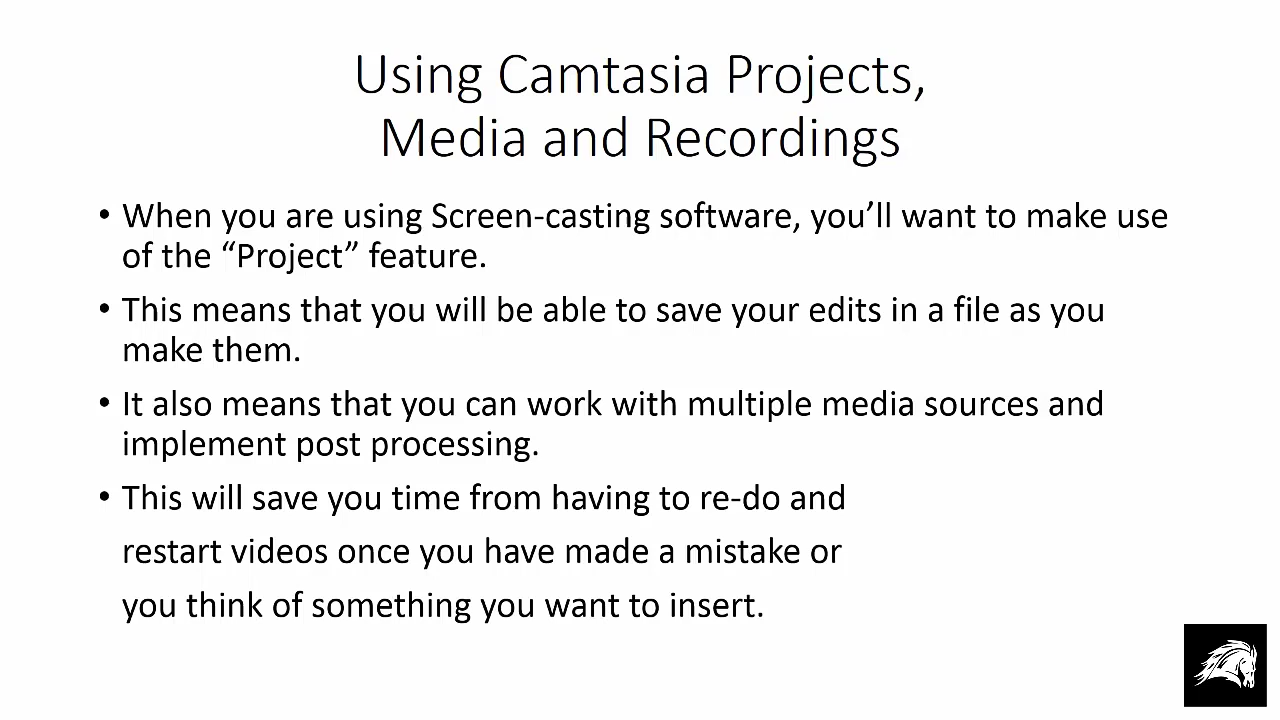 Using Camtasia Projects,
Media and Recordings
• When you are using Screen-casting software, you’ll want to make use
of the “Project” feature.
• This means that you will be able to save your edits in a file as you
make them.
• It also means that you can work with multiple media sources and
implement post processing.
• This will save you time from having to re-do and
restart videos once you have made a mistake or
you think of something you want to insert.